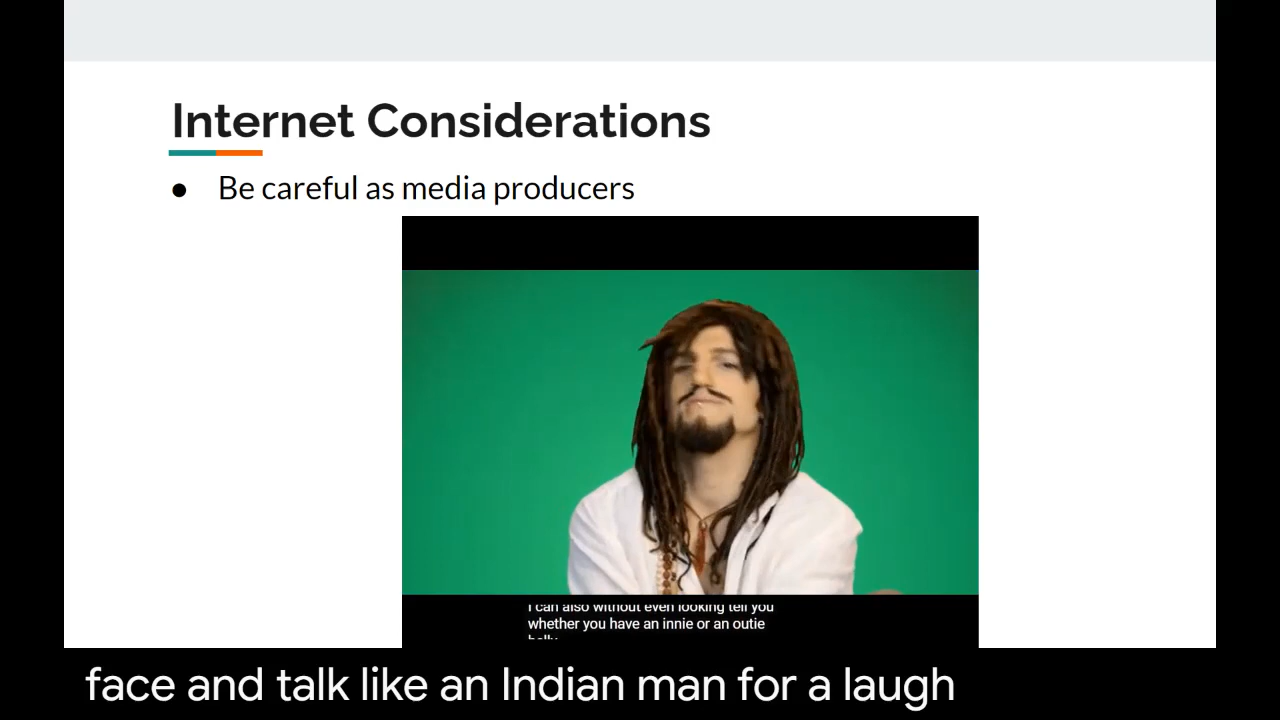 Internet Considerations
● Be careful as media producers
I can also without even looking tell you
whether you have an innie or an outie
belly
face and talk like an Indian man for a laugh